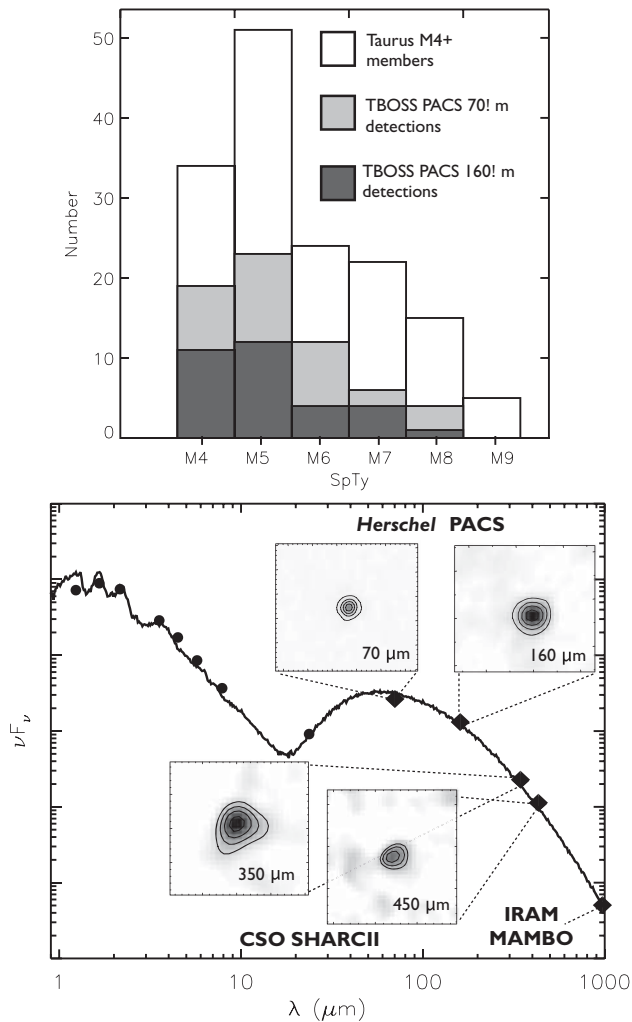 50
40
30
20
10
0
Number
Taurus M4+
members
TBOSS PACS 70! m
detections
TBOSS PACS 160! m
detections
M4 M5 M6 M7 M8 M9
SpTy
Herschel PACS
70 µm
160 µm
νFν
350 µm
450 µm
CSO SHARCII
IRAM
MAMBO
1 10 100 1000
λ (μm)